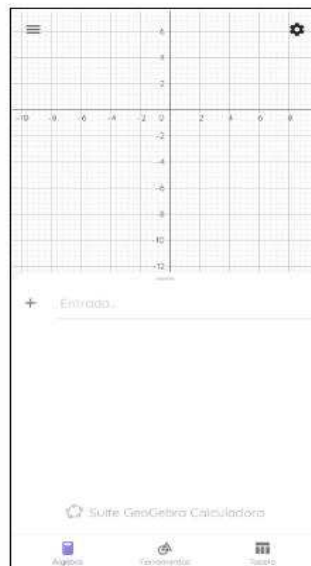 6
4
2
-10 -8 -6 -4 -2 0 2 4 6 8
-2
-4
-6
-8
-10
-12
+ Entrada...
Suite GeoGebra Calculadora
Álgebra Ferramentas Tabela